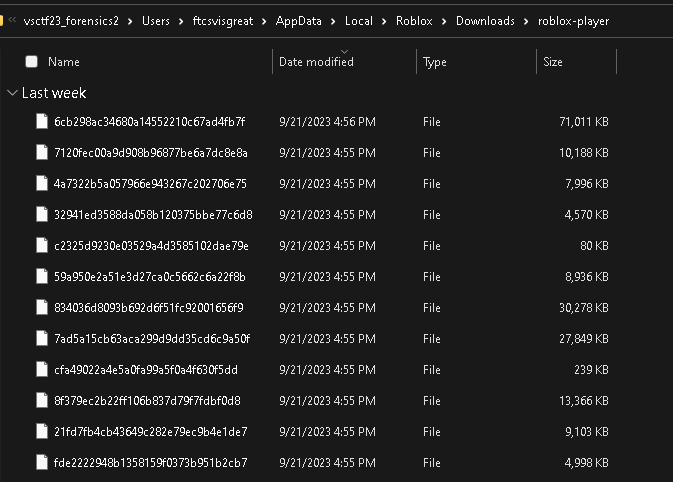 vsctf23_forensics2 > Users > ftcsvisgreat > AppData > Local > Roblox > Downloads > roblox-player
Name Date modified Type Size
Last week
6cb298ac34680a14552210c67ad4fb7f 9/21/2023 4:56 PM File 71,011 KB
7120fec00a9d908b96877be6a7dc8e8a 9/21/2023 4:55 PM File 10,188 KB
4a7322b5a057966e943267c202706e75 9/21/2023 4:55 PM File 7,996 KB
32941ed3588da058b120375bbe77c6d8 9/21/2023 4:55 PM File 4,570 KB
c2325d9230e03529a4d3585102dae79e 9/21/2023 4:55 PM File 80 KB
59a950e2a51e3d27ca0c5662c6a22f8b 9/21/2023 4:55 PM File 8,936 KB
834036d8093b692d6f51fc92001656f9 9/21/2023 4:55 PM File 30,278 KB
7ad5a15cb63aca299d9dd35cd6c9a50f 9/21/2023 4:55 PM File 27,849 KB
cfa49022a4e5a0fa99a5f0a4f630f5dd 9/21/2023 4:55 PM File 239 KB
8f379ec2b22ff106b837d79f7fdbf0d8 9/21/2023 4:55 PM File 13,366 KB
21fd7fb4cb43649c282e79ec9b4e1de7 9/21/2023 4:55 PM File 9,103 KB
fde2222948b1358159f0373b951b2cb7 9/21/2023 4:55 PM File 4,998 KB